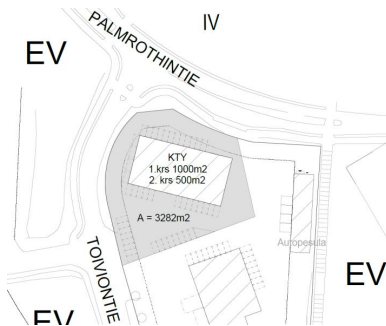 IV
EV
PALMROTHINTIE
KTY
1.krs 1000m2
2. krs 500m2
A = 3282m2
TOIVIONTIE
Autopesula
EV
EV